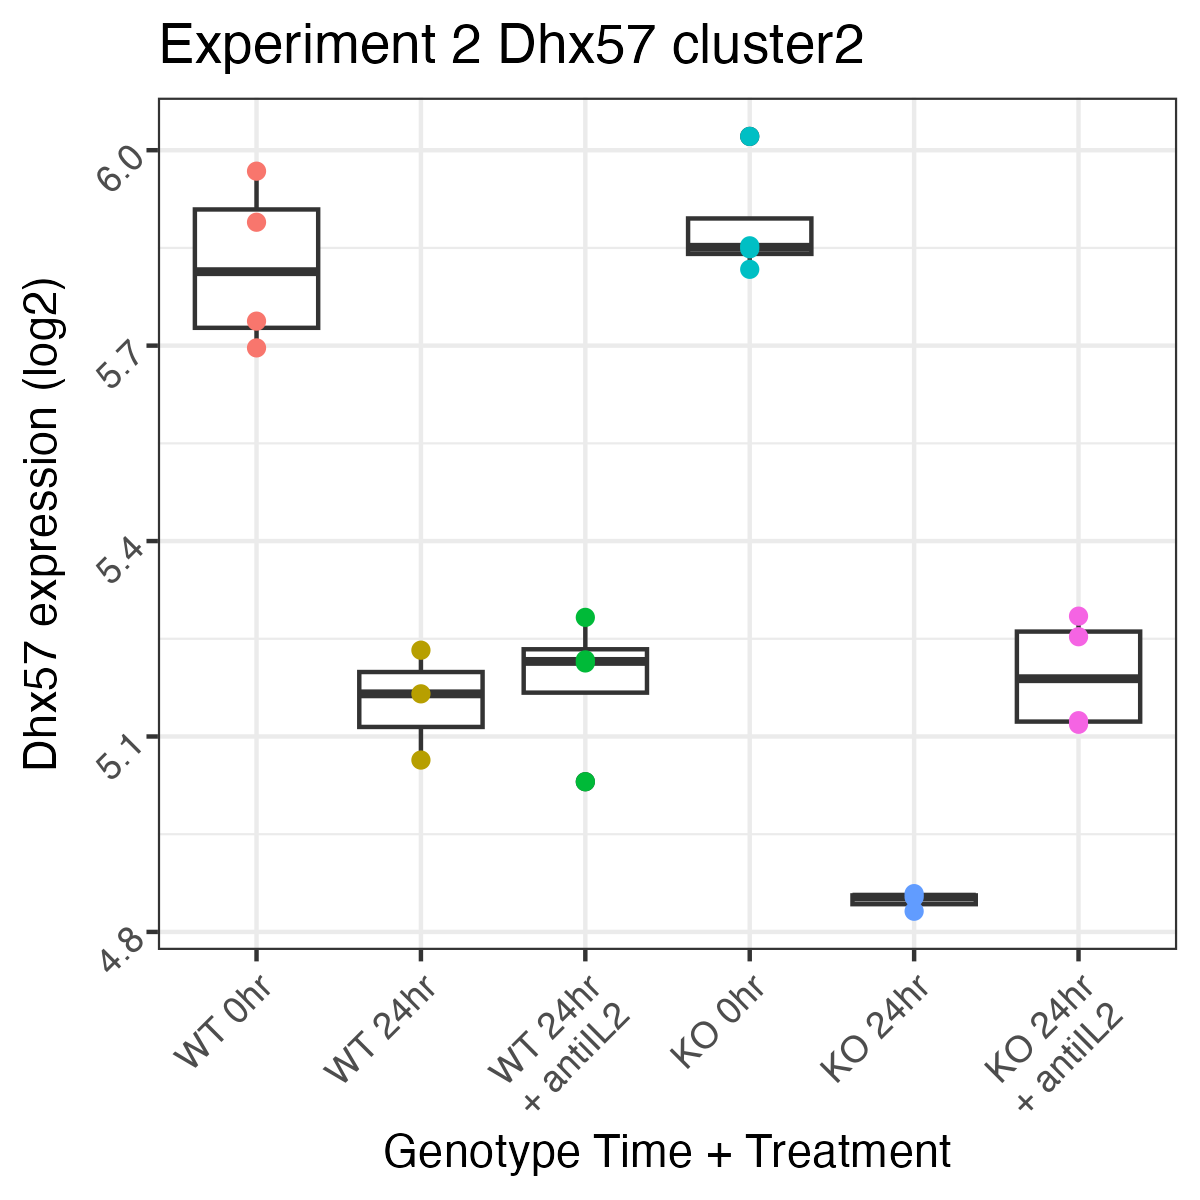 Experiment 2 Dhx57 cluster2
Dhx57 expression (log2)
6.0
5.7
5.4
5.1
4.8
WT 0hr
WT 24hr
WT 24hr
+ antiIL2
KO 0hr
KO 24hr
KO 24hr
+ antiIL2
Genotype Time + Treatment